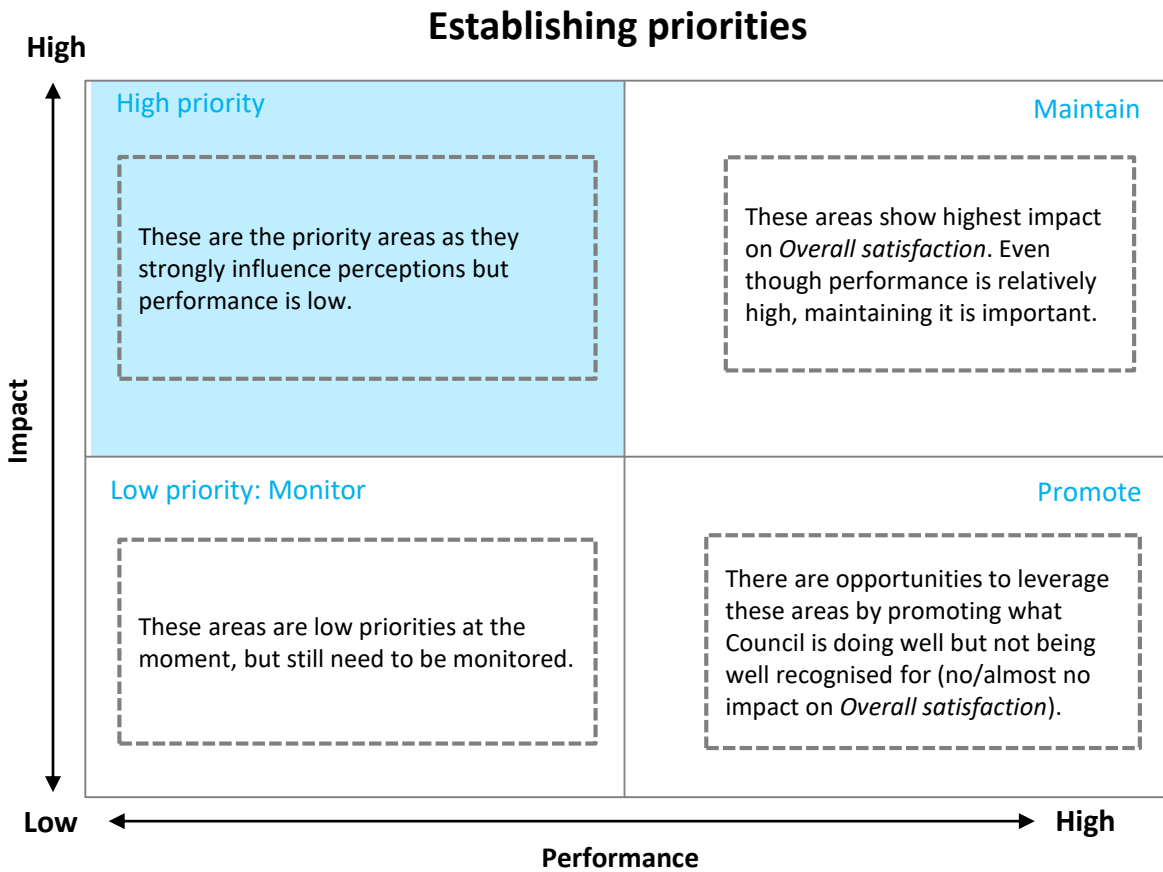 Establishing priorities
High
High priority
These are the priority areas as they
strongly influence perceptions but
performance is low.
Maintain
These areas show highest impact
on Overall satisfaction. Even
though performance is relatively
high, maintaining it is important.
Impact
Low priority: Monitor
These areas are low priorities at the
moment, but still need to be monitored.
Promote
There are opportunities to leverage
these areas by promoting what
Council is doing well but not being
well recognised for (no/almost no
impact on Overall satisfaction).
Low
High
Performance